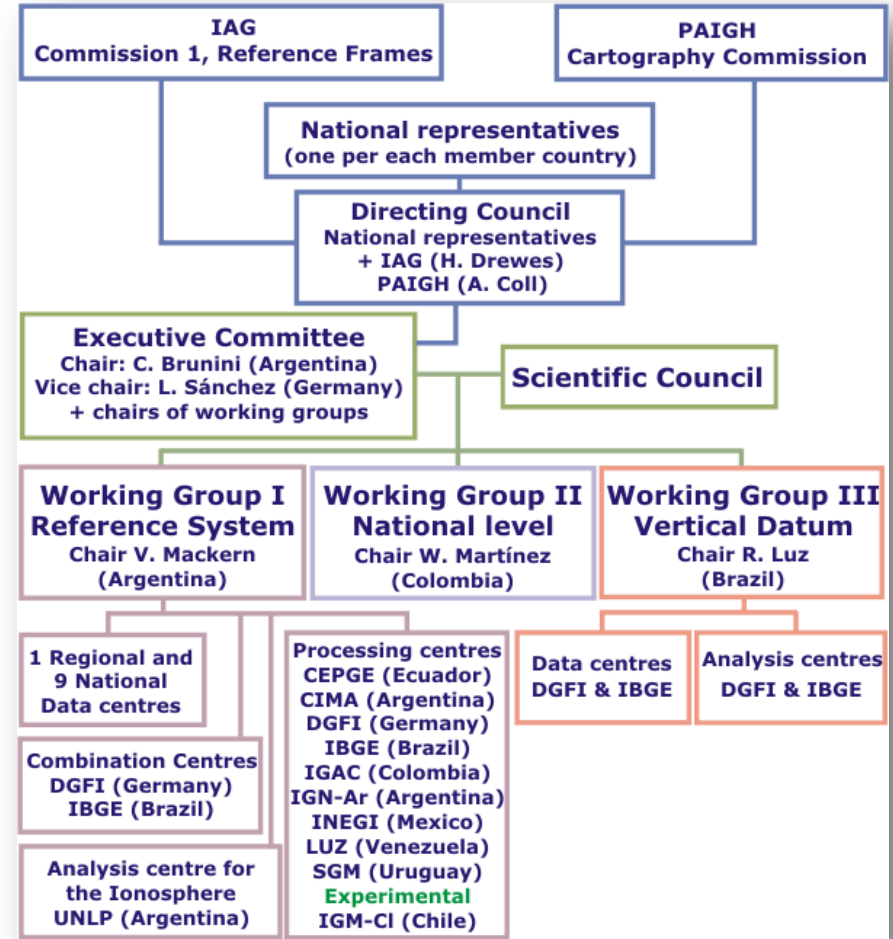 IAG
Commission 1, Reference Frames
PAIGH
Cartography Commission
National representatives
(one per each member country)
Directing Council
National representatives
+ IAG (H. Drewes)
PAIGH (A. Coll)
Executive Committee
Chair: C. Brunini (Argentina)
Vice chair: L. Sánchez (Germany)
+ chairs of working groups
Scientific Council
Working Group I
Reference System
Chair V. Mackern
(Argentina)
Working Group II
National level
Chair W. Martínez
(Colombia)
Working Group III
Vertical Datum
Chair R. Luz
(Brazil)
1 Regional and
9 National
Data centres
Combination Centres
DGFI (Germany)
IBGE (Brazil)
Analysis centre for
the Ionosphere
UNLP (Argentina)
Processing centres
CEPGE (Ecuador)
CIMA (Argentina)
DGFI (Germany)
IBGE (Brazil)
IGAC (Colombia)
IGN-Ar (Argentina)
INEGI (Mexico)
LUZ (Venezuela)
SGM (Uruguay)
Experimental
IGM-Cl (Chile)
Data centres
DGFI & IBGE
Analysis centres
DGFI & IBGE